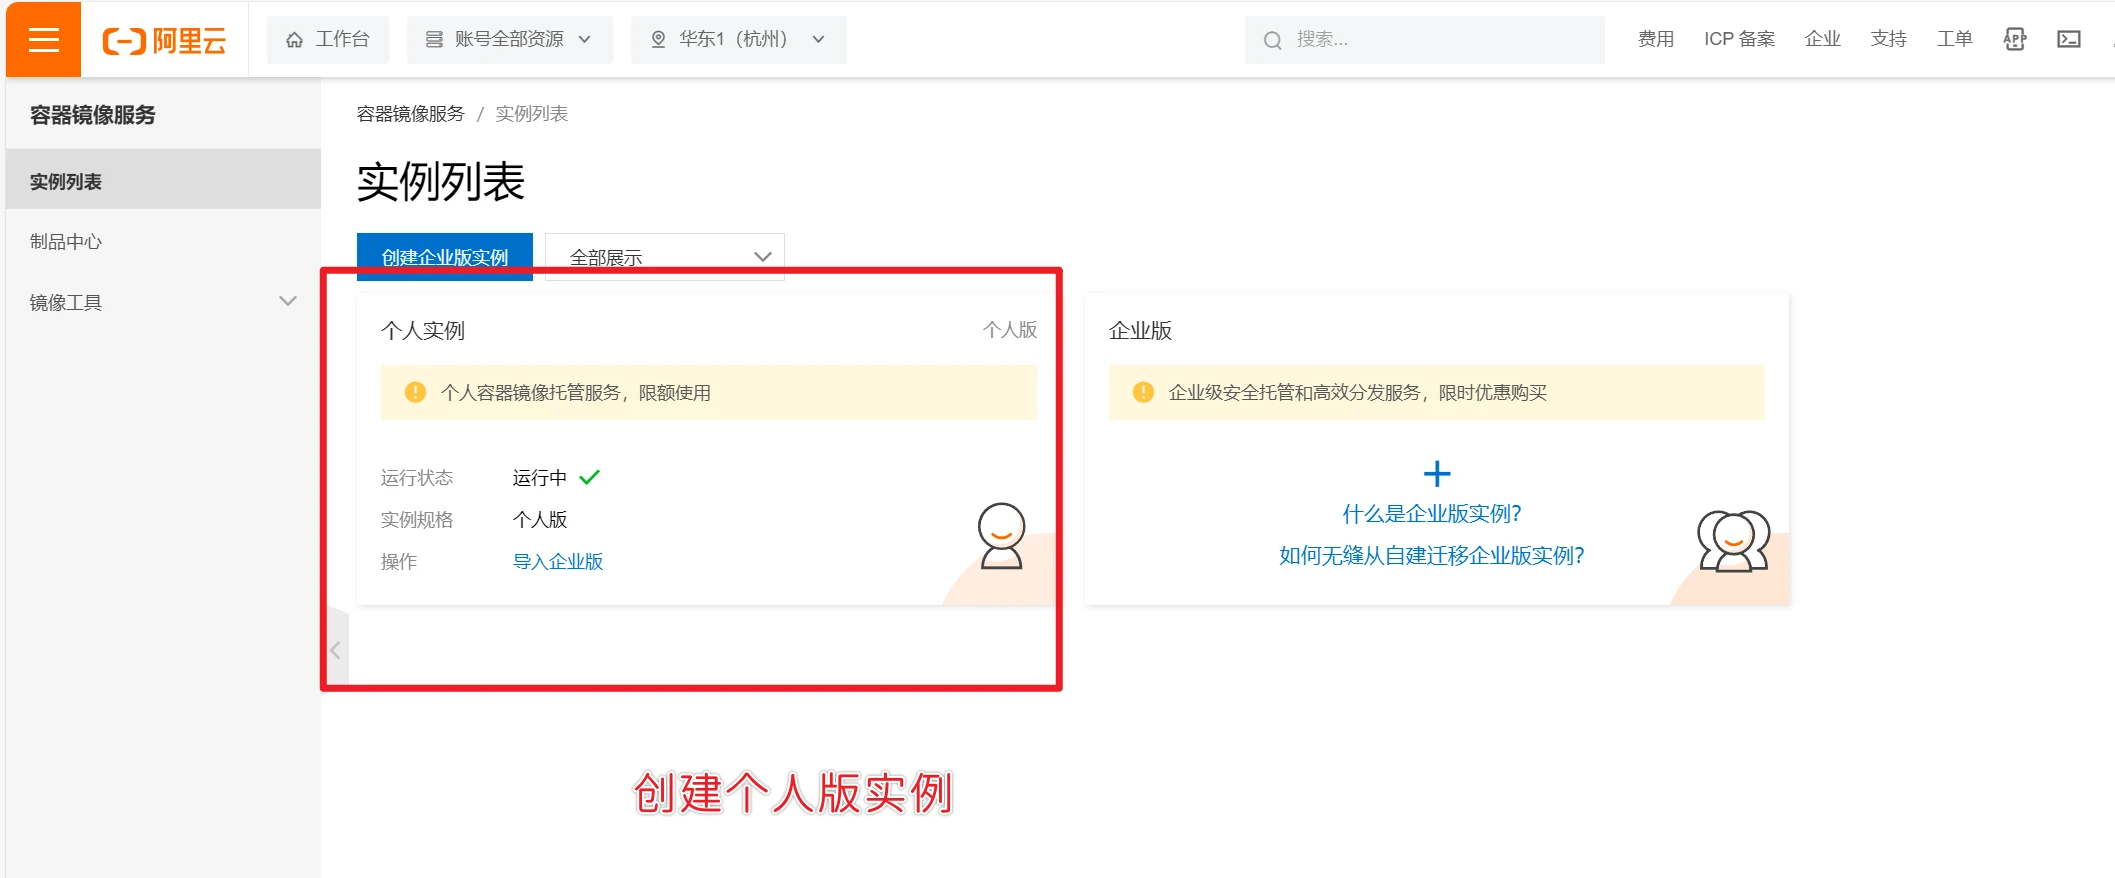 阿里云
工作台
账号全部资源
华东1（杭州）
搜索...
费用
ICP 备案
企业
支持
工单
APP
容器镜像服务
实例列表
制品中心
镜像工具
容器镜像服务 / 实例列表
实例列表
创建企业版实例
全部展示
个人实例
个人版
个人容器镜像托管服务，限额使用
运行状态 运行中
实例规格 个人版
操作 导入企业版
企业版
企业级安全托管和高效分发服务，限时优惠购买
什么是企业版实例?
如何无缝从自建迁移企业版实例?
创建个人版实例